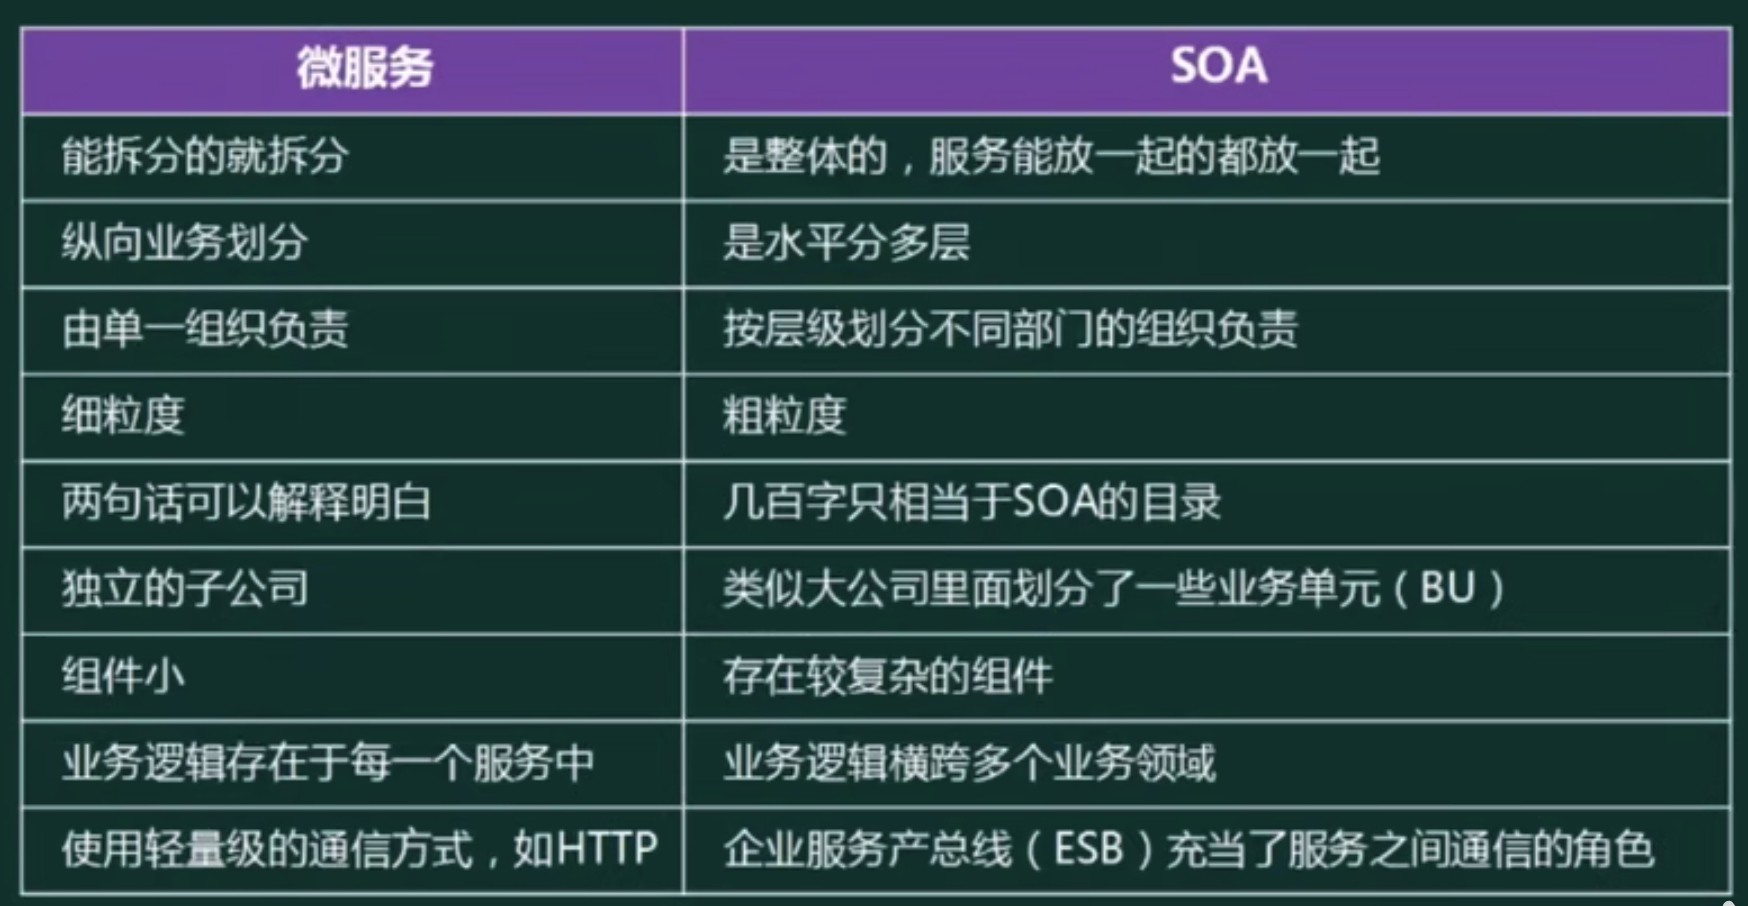 微服务
SOA
能拆分的就拆分
是整体的，服务能放一起的都放一起
纵向业务划分
是水平分多层
由单一组织负责
按层级划分不同部门的组织负责
细粒度
粗粒度
两句话可以解释明白
几百字只相当于SOA的目录
独立的子公司
类似大公司里面划分了一些业务单元（BU）
组件小
存在较复杂的组件
业务逻辑存在于每一个服务中
业务逻辑横跨多个业务领域
使用轻量级的通信方式，如HTTP
企业服务产总线（ESB）充当了服务之间通信的角色